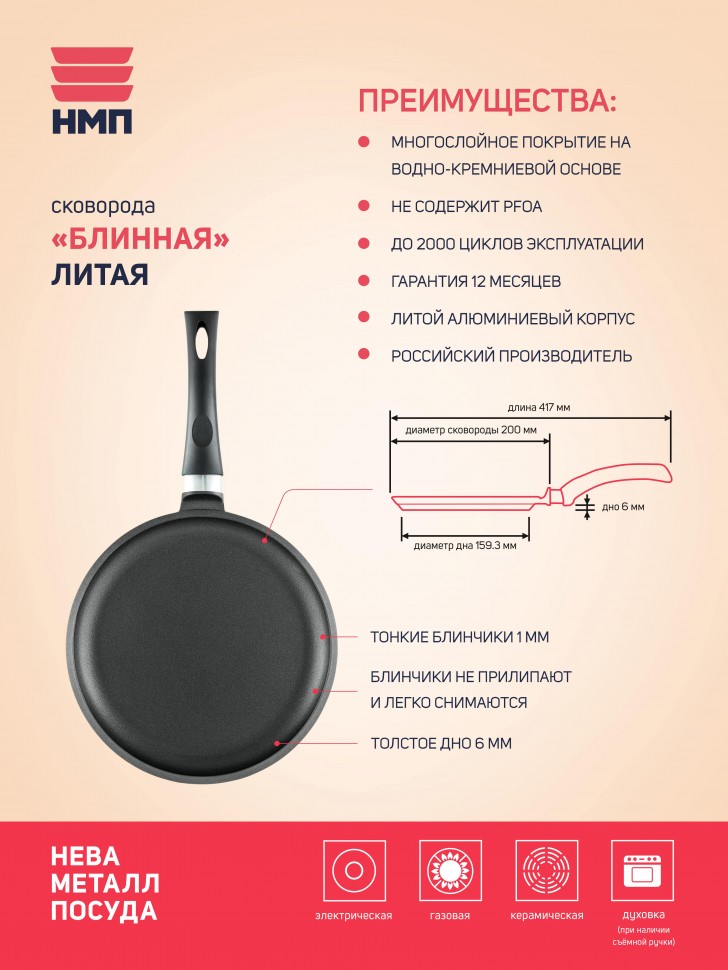 НМП
сковорода
«БЛИННАЯ»
ЛИТАЯ
ПРЕИМУЩЕСТВА:
МНОГОСЛОЙНОЕ ПОКРЫТИЕ НА
ВОДНО-КРЕМНИЕВОЙ ОСНОВЕ
НЕ СОДЕРЖИТ PFOA
ДО 2000 ЦИКЛОВ ЭКСПЛУАТАЦИИ
ГАРАНТИЯ 12 МЕСЯЦЕВ
ЛИТОЙ АЛЮМИНИЕВЫЙ КОРПУС
РОССИЙСКИЙ ПРОИЗВОДИТЕЛЬ
длина 417 мм
диаметр сковороды 200 мм
дно 6 мм
диаметр дна 159.3 мм
ТОНКИЕ БЛИНЧИКИ 1 ММ
БЛИНЧИКИ НЕ ПРИЛИПАЮТ
И ЛЕГКО СНИМАЮТСЯ
ТОЛСТОЕ ДНО 6 ММ
НЕВА
МЕТАЛЛ
ПОСУДА
электрическая
газовая
керамическая
духовка
(при наличии
съёмной ручки)